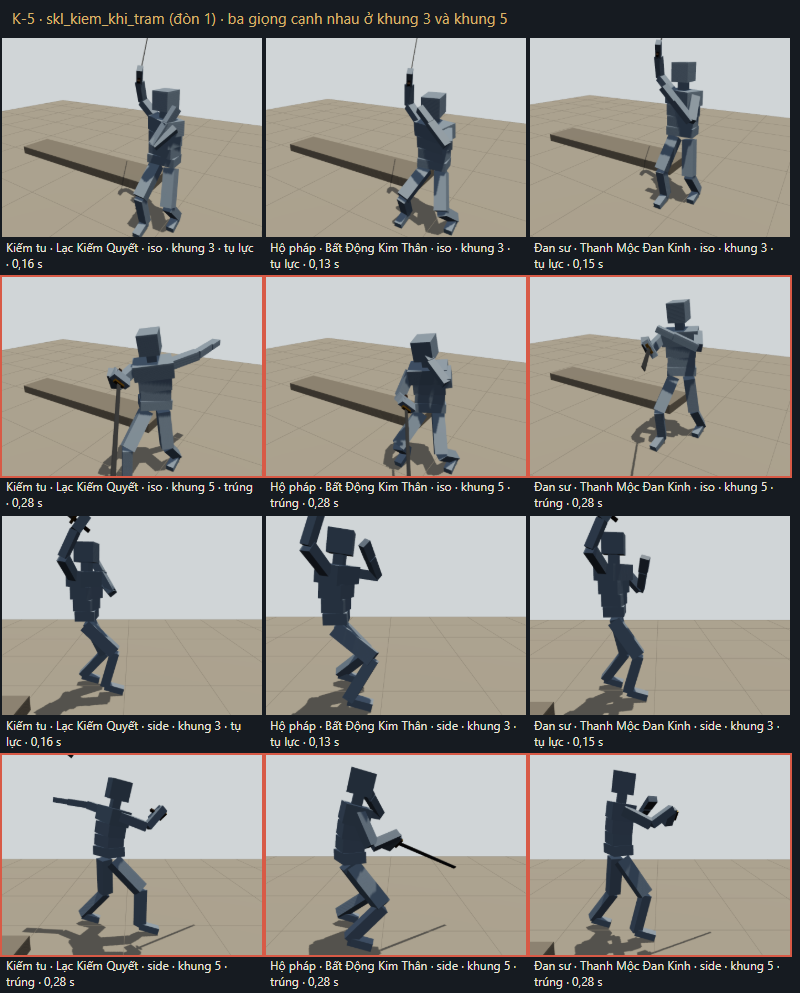 K-5 · skl_kiem_khi_tram (đòn 1) · ba giọng cạnh nhau ở khung 3 và khung 5
Kiếm tu · Lạc Kiếm Quyết · iso · khung 3 · tụ lực
· 0,16 s
Hộ pháp · Bất Động Kim Thân · iso · khung 3 ·
tụ lực · 0,13 s
Đan sư · Thanh Mộc Đan Kinh · iso · khung 3 ·
tụ lực · 0,15 s
Kiếm tu · Lạc Kiếm Quyết · iso · khung 5 · trúng
· 0,28 s
Hộ pháp · Bất Động Kim Thân · iso · khung 5 ·
trúng · 0,28 s
Đan sư · Thanh Mộc Đan Kinh · iso · khung 5 ·
trúng · 0,28 s
Kiếm tu · Lạc Kiếm Quyết · side · khung 3 · tụ
lực · 0,16 s
Hộ pháp · Bất Động Kim Thân · side · khung 3 ·
tụ lực · 0,13 s
Đan sư · Thanh Mộc Đan Kinh · side · khung 3 ·
tụ lực · 0,15 s
Kiếm tu · Lạc Kiếm Quyết · side · khung 5 ·
trúng · 0,28 s
Hộ pháp · Bất Động Kim Thân · side · khung 5 ·
trúng · 0,28 s
Đan sư · Thanh Mộc Đan Kinh · side · khung 5 ·
trúng · 0,28 s